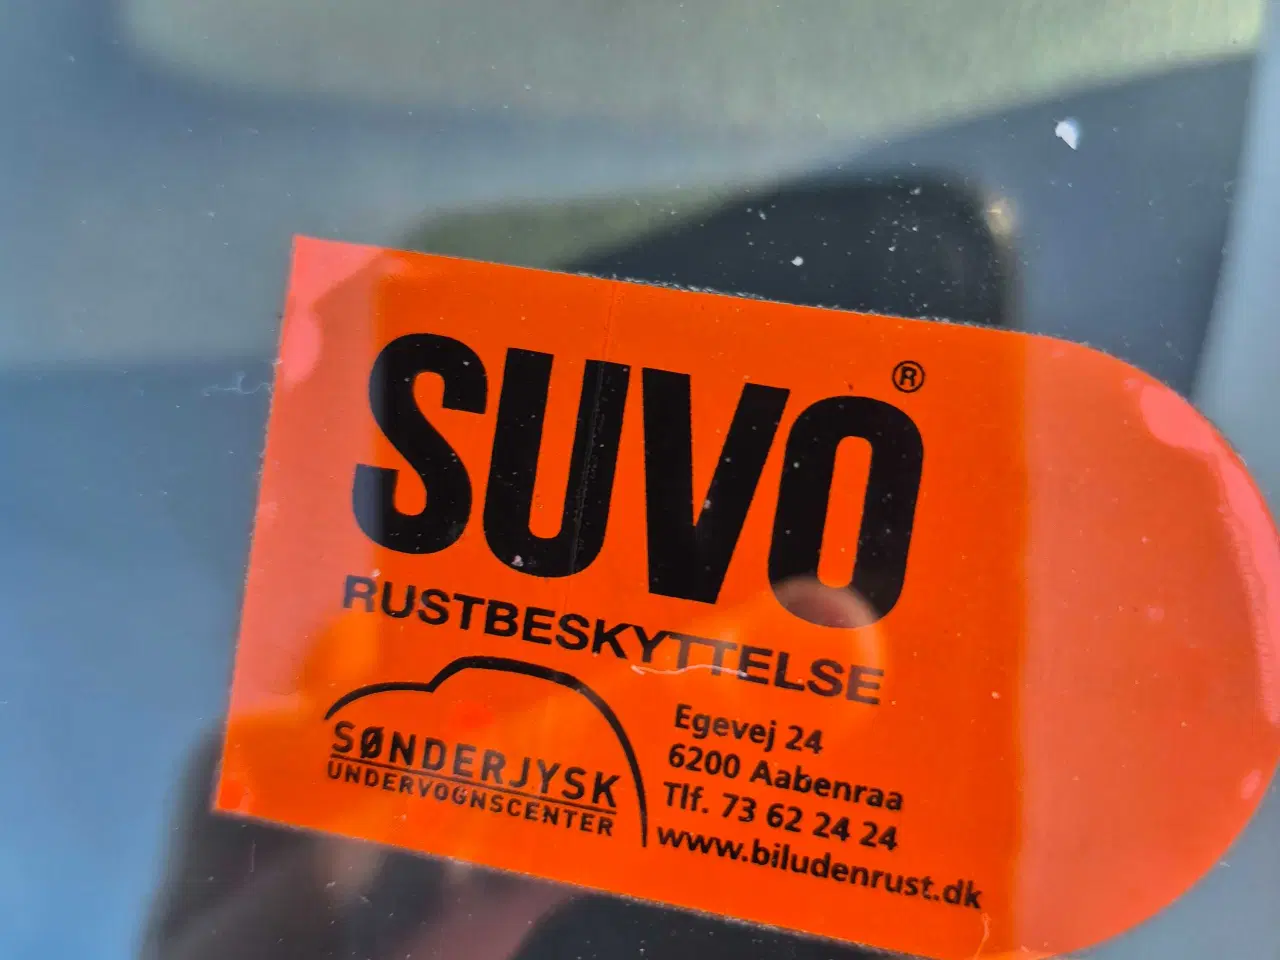 SUVO®
RUSTBESKYTTELSE
SØNDERJYSK
UNDERVOGNSCENTER
Egevej 24
6200 Aabenraa
Tlf. 73 62 24 24
www.biludenrust.dk